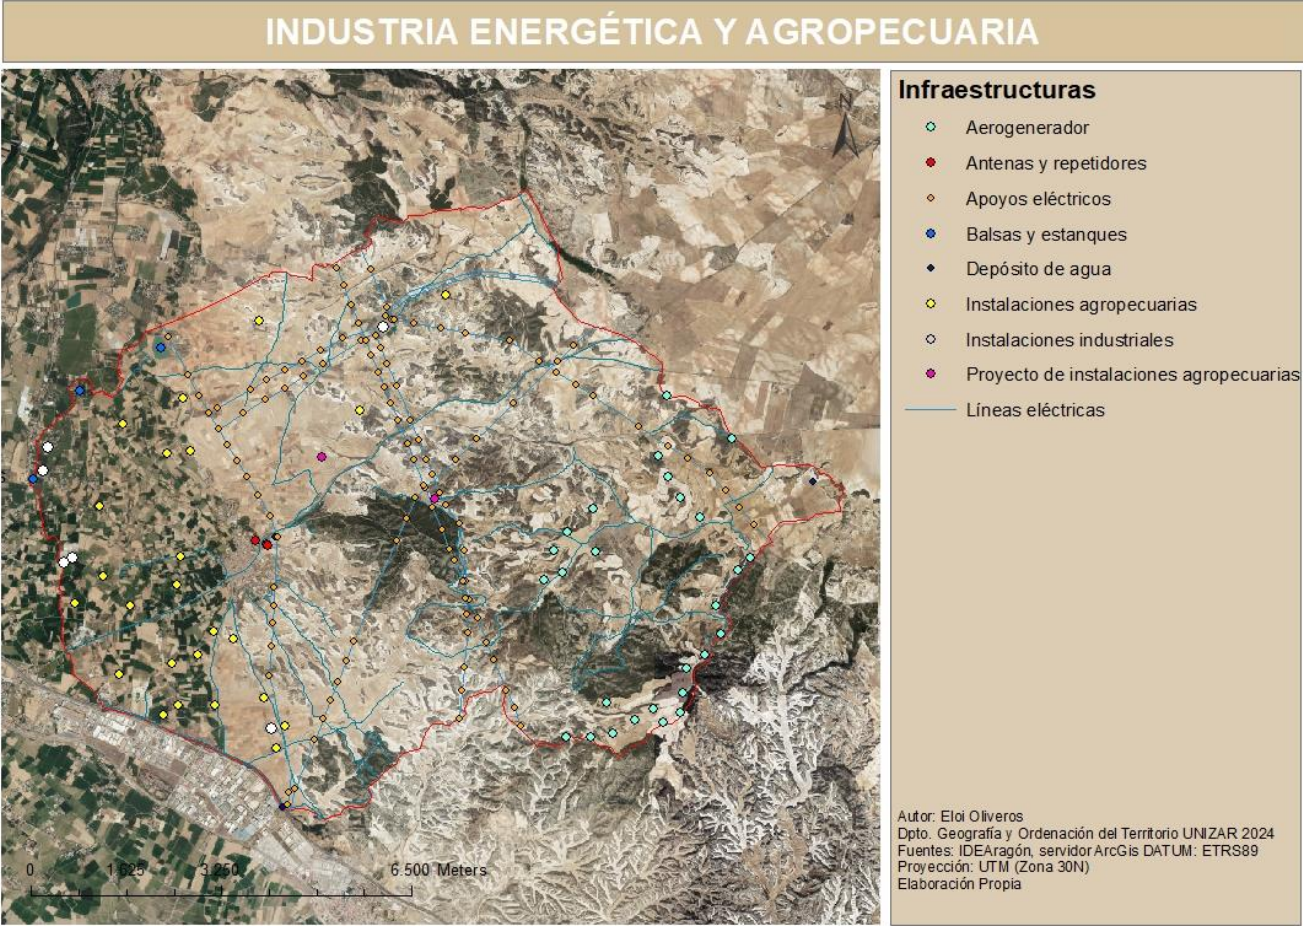 INDUSTRIA ENERGÉTICA Y AGROPECUARIA
N
0 1.625 3.250 6.500 Meters
Infraestructuras
Aerogenerador
Antenas y repetidores
Apoyos eléctricos
Balsas y estanques
Depósito de agua
Instalaciones agropecuarias
Instalaciones industriales
Proyecto de instalaciones agropecuarias
Líneas eléctricas
Autor: Eloi Oliveros
Dpto. Geografía y Ordenación del Territorio UNIZAR 2024
Fuentes: IDEAragón, servidor ArcGis DATUM: ETRS89
Proyección: UTM (Zona 30N)
Elaboración Propia